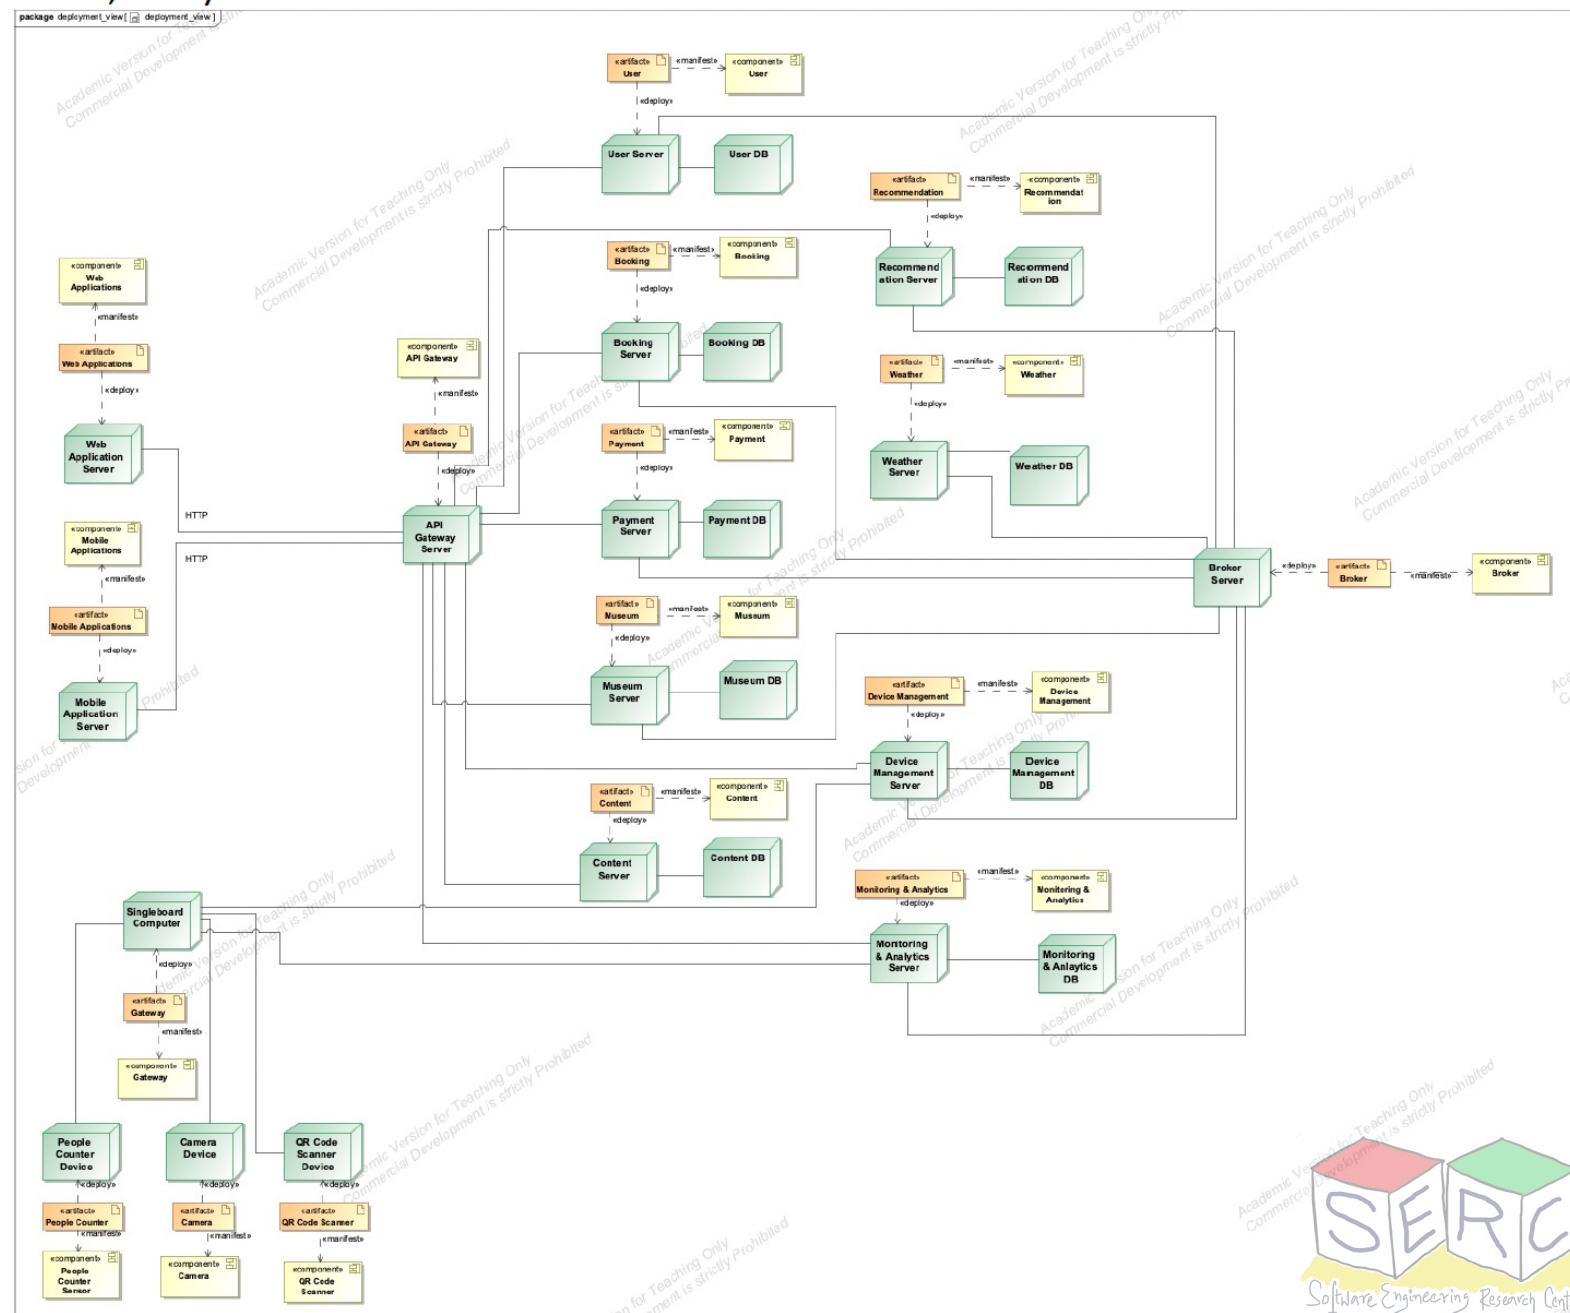 package deployment_view[ deployment_view ]
«artifact»
User
«manifest»
«component»
User
«deploy»
User Server
User DB
«artifact»
Recommendation
«manifest»
«component»
Recommendat
ion
«deploy»
Recommend
ation Server
Recommend
ation DB
«artifact»
Booking
«manifest»
«component»
Booking
«deploy»
Booking
Server
Booking DB
«component»
Web
Applications
«manifest»
«artifact»
Web Applications
«deploy»
Web
Application
Server
HTTP
«component»
API Gateway
«manifest»
«artifact»
API Gateway
«deploy»
API
Gateway
Server
«artifact»
Weather
«manifest»
«component»
Weather
«deploy»
Weather
Server
Weather DB
«artifact»
Payment
«manifest»
«component»
Payment
«deploy»
Payment
Server
Payment DB
«component»
Mobile
Applications
«manifest»
«artifact»
Mobile Applications
«deploy»
Mobile
Application
Server
HTTP
Broker
Server
«deploy»
«artifact»
Broker
«manifest»
«component»
Broker
«artifact»
Museum
«manifest»
«component»
Museum
«deploy»
Museum
Server
Museum DB
«artifact»
Device Management
«manifest»
«component»
Device
Management
«deploy»
Device
Management
Server
Device
Management
DB
«artifact»
Content
«manifest»
«component»
Content
«deploy»
Content
Server
Content DB
«artifact»
Monitoring & Analytics
«manifest»
«component»
Monitoring &
Analytics
«deploy»
Monitoring
& Analytics
Server
Monitoring
& Anlaytics
DB
Singleboard
Computer
«deploy»
«artifact»
Gateway
«manifest»
«component»
Gateway
People
Counter
Device
«deploy»
«artifact»
People Counter
«manifest»
«component»
People
Counter
Sensor
Camera
Device
«deploy»
«artifact»
Camera
«manifest»
«component»
Camera
QR Code
Scanner
Device
«deploy»
«artifact»
QR Code Scanner
«manifest»
«component»
QR Code
Scanner
Academic Version for Teaching Only
Commercial Development is strictly Prohibited
SERC
Software Engineering Research Cent